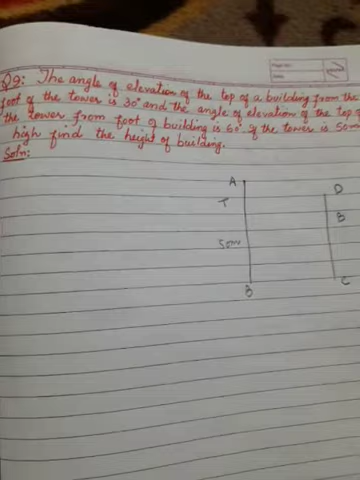 Q9: The angle of elevation of the top of a building from the
foot of the tower is 30° and the angle of elevation of the top of
the tower from foot of building is 60°. If the tower is 50m
high find the height of building.
Soln:
A
D
T
B
50m
B
C